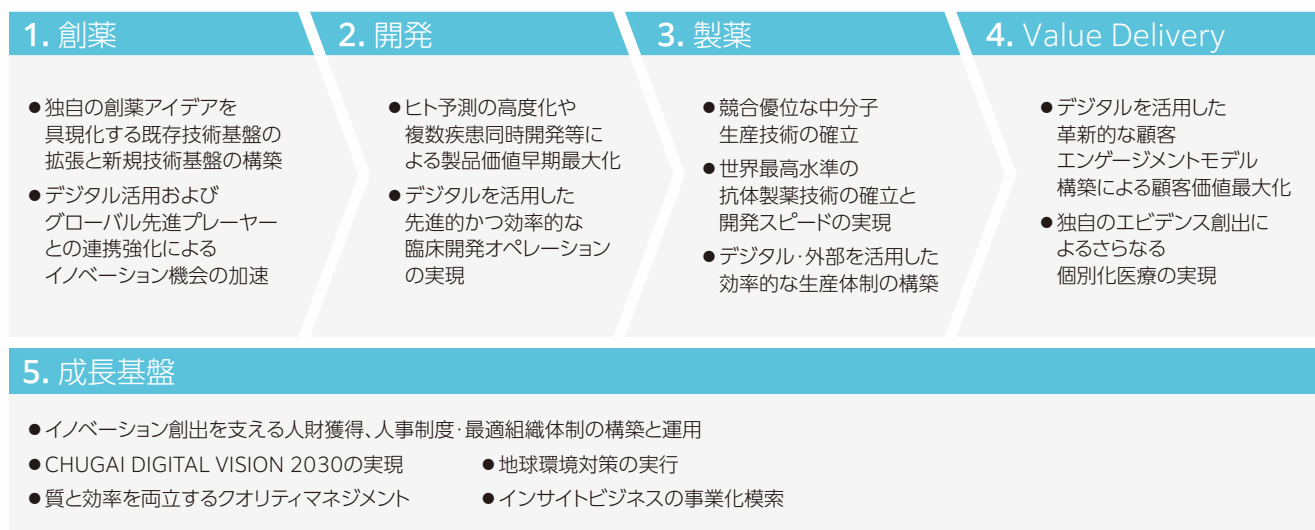 1. 創薬
●独自の創薬アイデアを
具現化する既存技術基盤の
拡張と新規技術基盤の構築
●デジタル活用および
グローバル先進プレーヤー
との連携強化による
イノベーション機会の加速
2. 開発
●ヒト予測の高度化や
複数疾患同時開発等に
よる製品価値早期最大化
●デジタルを活用した
先進的かつ効率的な
臨床開発オペレーション
の実現
3. 製薬
●競合優位な中分子
生産技術の確立
●世界最高水準の
抗体製薬技術の確立と
開発スピードの実現
●デジタル・外部を活用した
効率的な生産体制の構築
4. Value Delivery
●デジタルを活用した
革新的な顧客
エンゲージメントモデル
構築による顧客価値最大化
●独自のエビデンス創出に
よるさらなる
個別化医療の実現
5. 成長基盤
●イノベーション創出を支える人財獲得、人事制度・最適組織体制の構築と運用
●CHUGAI DIGITAL VISION 2030の実現
●地球環境対策の実行
●質と効率を両立するクオリティマネジメント
●インサイトビジネスの事業化模索